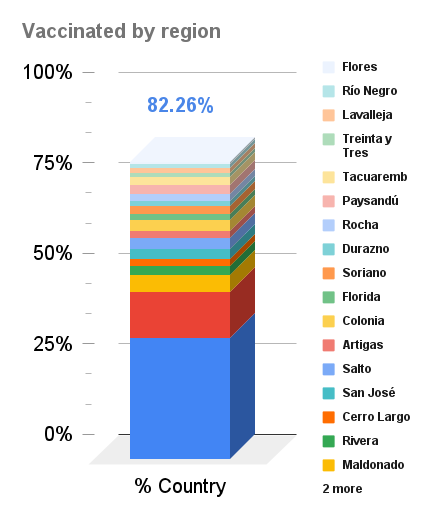 Vaccinated by region
100%
75%
50%
25%
0%
82.26%
% Country
Flores
Río Negro
Lavalleja
Treinta y
Tres
Tacuaremb
Paysandú
Rocha
Durazno
Soriano
Florida
Colonia
Artigas
Salto
San José
Cerro Largo
Rivera
Maldonado
2 more